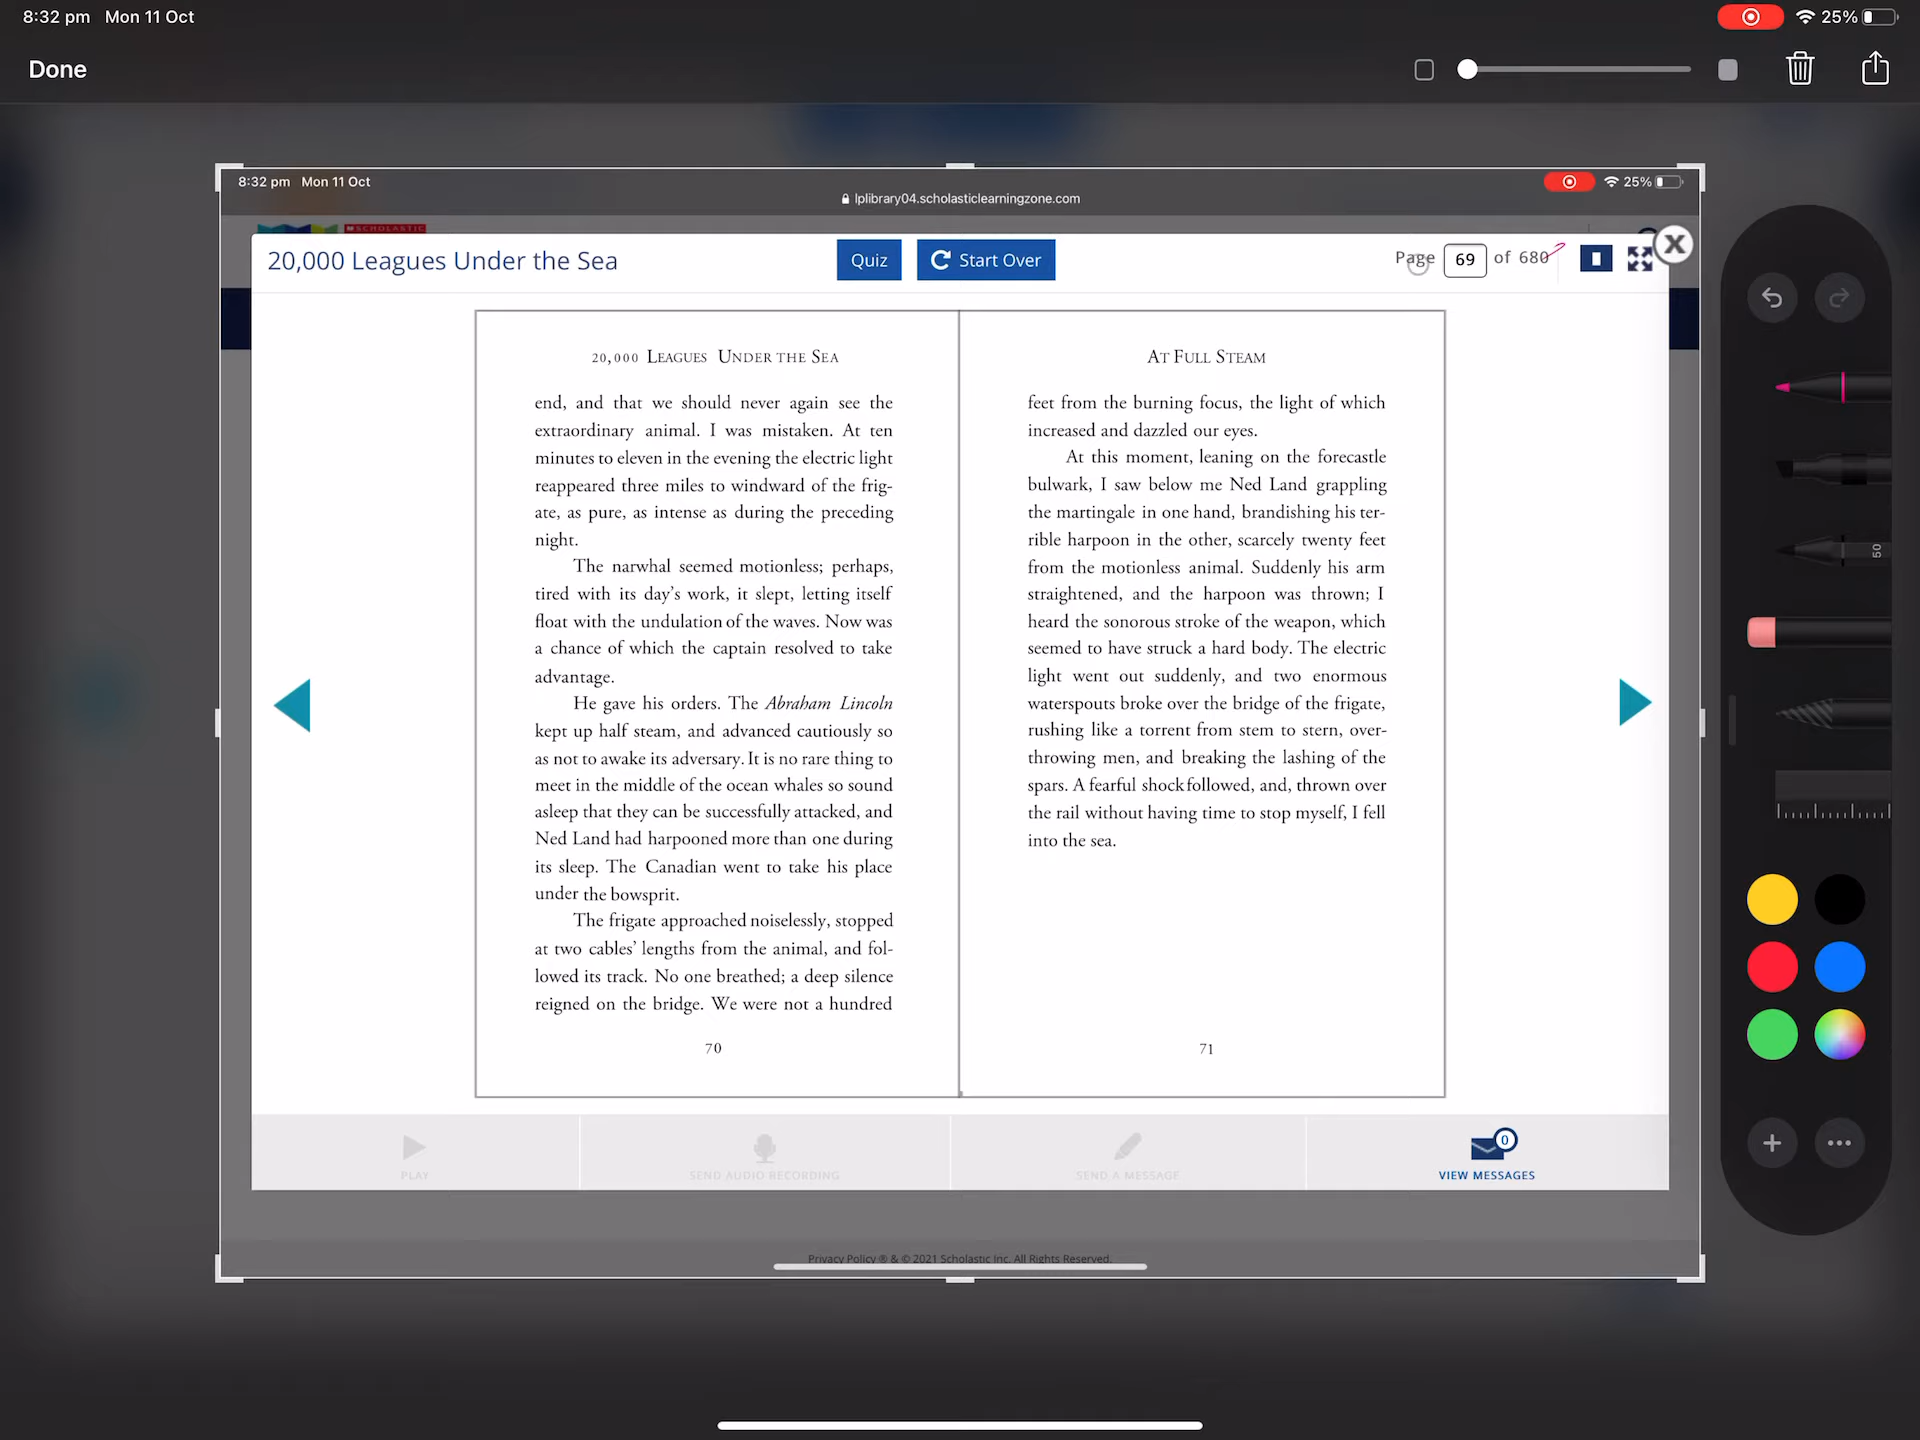 8:32 pm Mon 11 Oct
25%
Done
8:32 pm Mon 11 Oct
25%
lplibrary04.scholasticlearningzone.com
SCHOLASTIC
20,000 Leagues Under the Sea
Quiz
Start Over
Page 69 of 680
20,000 LEAGUES UNDER THE SEA
end, and that we should never again see the
extraordinary animal. I was mistaken. At ten
minutes to eleven in the evening the electric light
reappeared three miles to windward of the frig-
ate, as pure, as intense as during the preceding
night.
The narwhal seemed motionless; perhaps,
tired with its day's work, it slept, letting itself
float with the undulation of the waves. Now was
a chance of which the captain resolved to take
advantage.
He gave his orders. The Abraham Lincoln
kept up half steam, and advanced cautiously so
as not to awake its adversary. It is no rare thing to
meet in the middle of the ocean whales so sound
asleep that they can be successfully attacked, and
Ned Land had harpooned more than one during
its sleep. The Canadian went to take his place
under the bowsprit.
The frigate approached noiselessly, stopped
at two cables' lengths from the animal, and fol-
lowed its track. No one breathed; a deep silence
reigned on the bridge. We were not a hundred
70
AT FULL STEAM
feet from the burning focus, the light of which
increased and dazzled our eyes.
At this moment, leaning on the forecastle
bulwark, I saw below me Ned Land grappling
the martingale in one hand, brandishing his ter-
rible harpoon in the other, scarcely twenty feet
from the motionless animal. Suddenly his arm
straightened, and the harpoon was thrown; I
heard the sonorous stroke of the weapon, which
seemed to have struck a hard body. The electric
light went out suddenly, and two enormous
waterspouts broke over the bridge of the frigate,
rushing like a torrent from stem to stern, over-
throwing men, and breaking the lashing of the
spars. A fearful shock followed, and, thrown over
the rail without having time to stop myself, I fell
into the sea.
71
PLAY
SEND AUDIO RECORDING
SEND A MESSAGE
0
VIEW MESSAGES
Privacy Policy ® & © 2021 Scholastic Inc. All Rights Reserved.
50